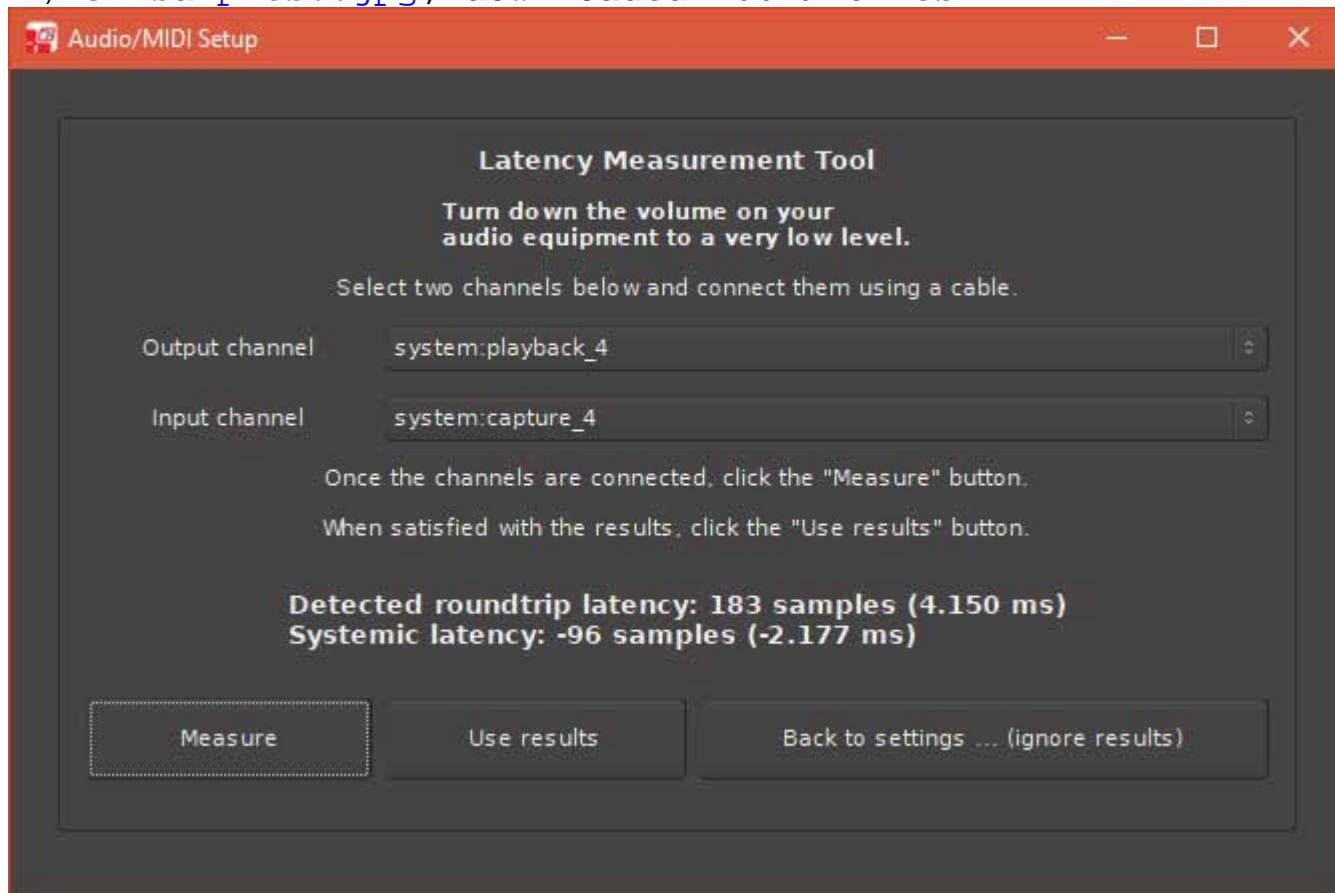 Audio/MIDI Setup
Latency Measurement Tool
Turn down the volume on your
audio equipment to a very low level.
Select two channels below and connect them using a cable.
Output channel system:playback_4
Input channel system:capture_4
Once the channels are connected, click the "Measure" button.
When satisfied with the results, click the "Use results" button.
Detected roundtrip latency: 183 samples (4.150 ms)
Systemic latency: -96 samples (-2.177 ms)
Measure Use results Back to settings ... (ignore results)